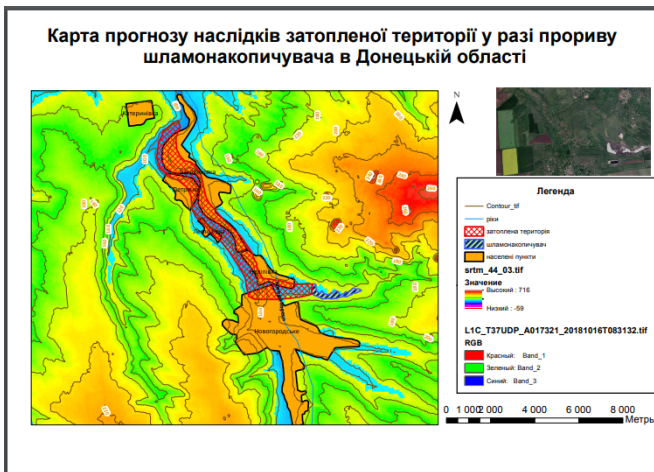 Карта прогнозу наслідків затопленої території у разі прориву
шламонакопичувача в Донецькій області
Катеринівка
Новогородське
N
Легенда
Contour_tif
ріки
затоплена територія
шламонакопичувач
населені пункти
srtm_44_03.tif
Значение
Высокий : 716
Низкий : -59
L1C_T37UDP_A017321_20181016T083132.tif
RGB
Красный: Band_1
Зеленый: Band_2
Синий: Band_3
0 1 000 2 000 4 000 6 000 8 000
Метры